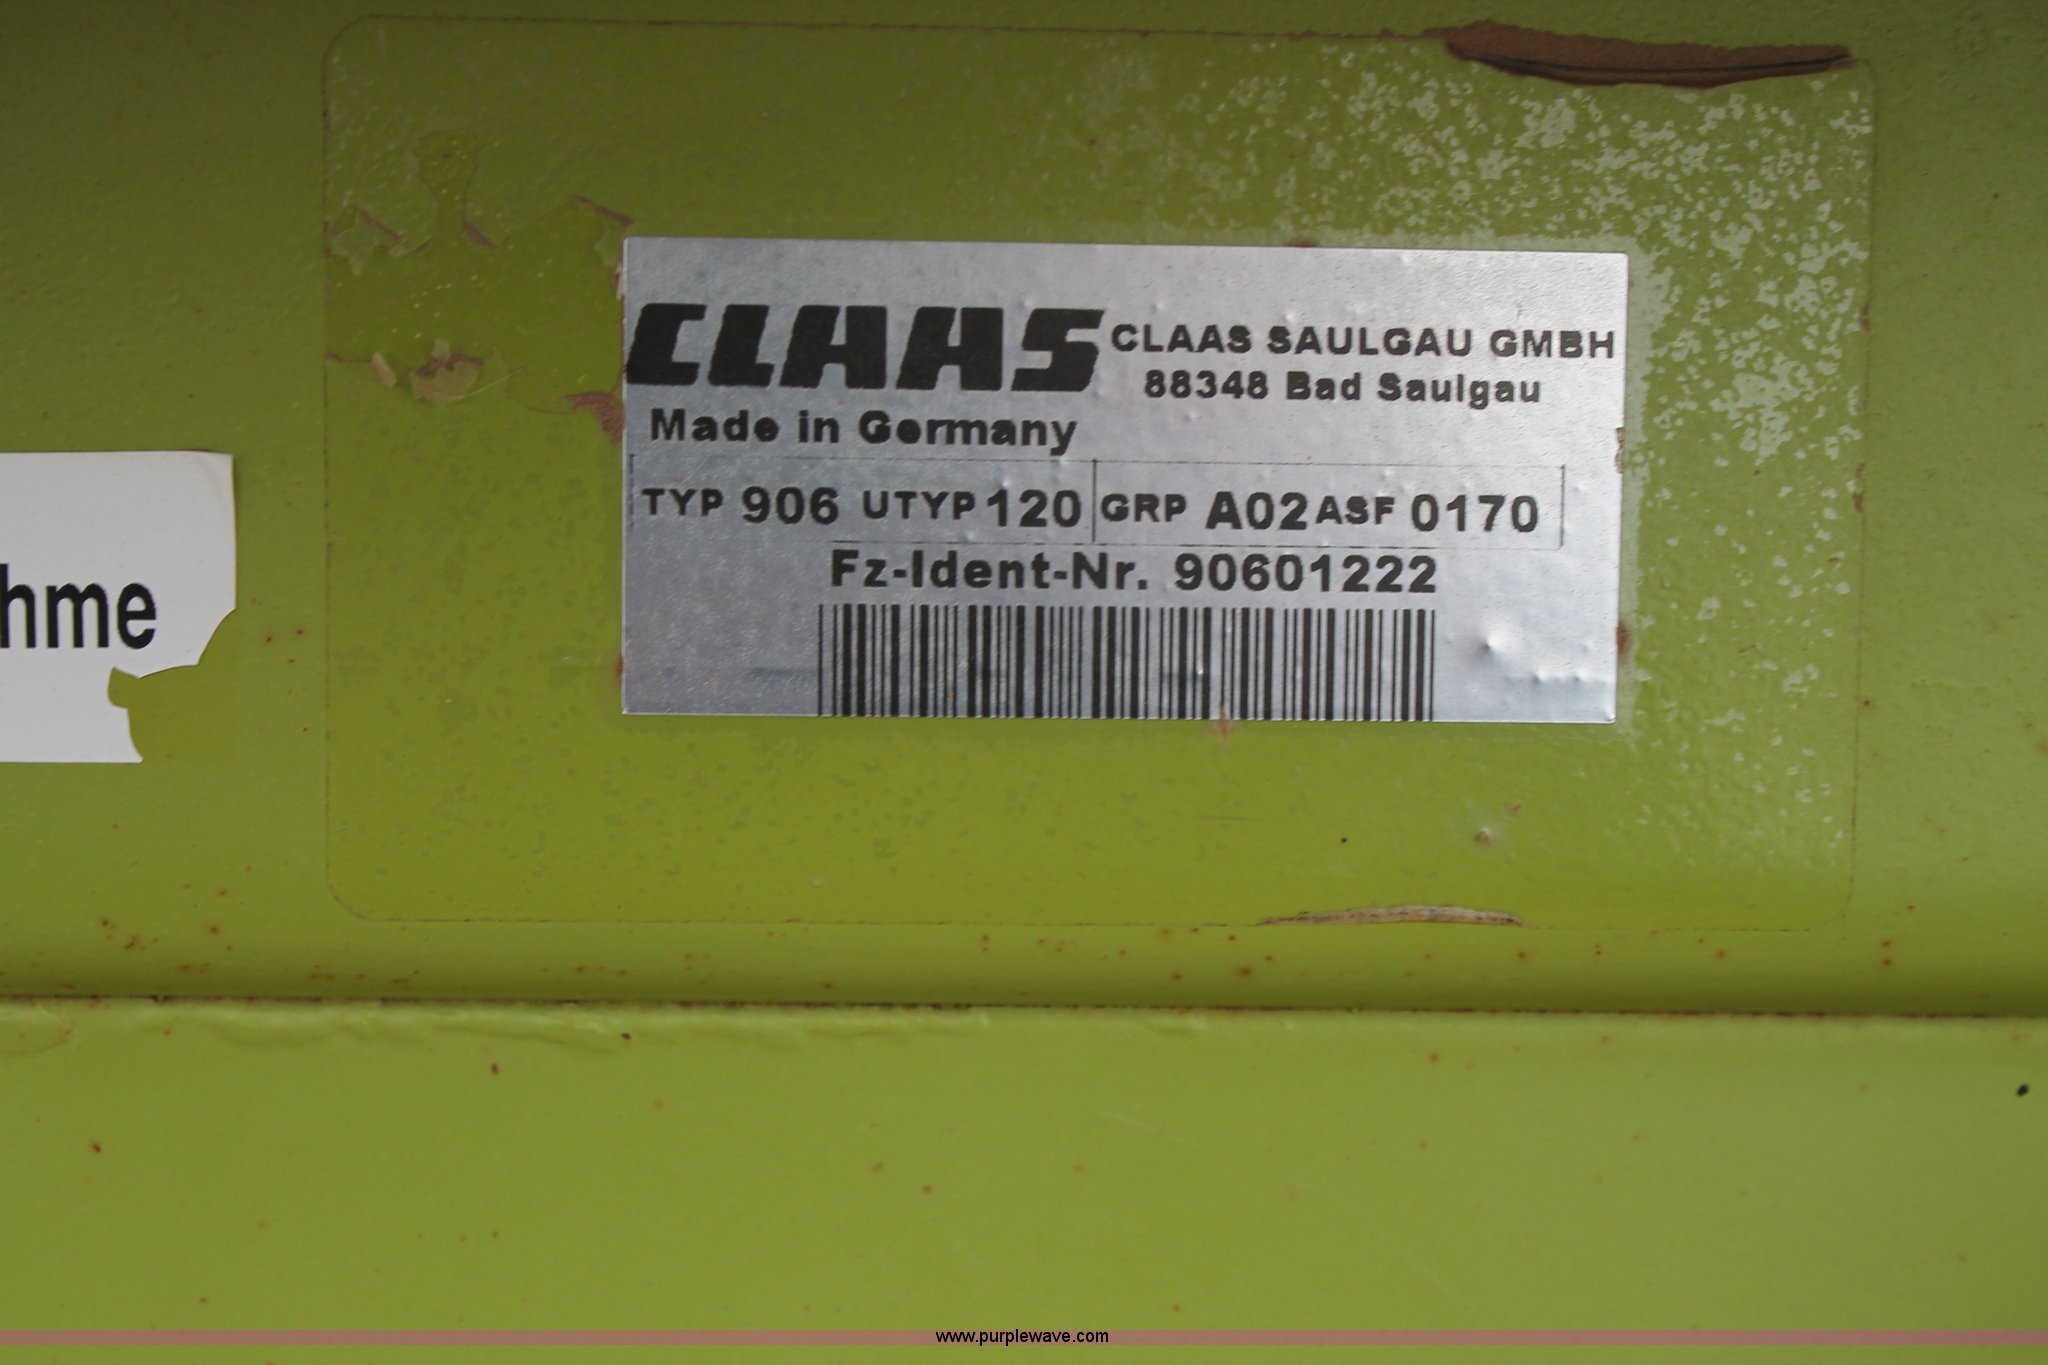 CLAAS CLAAS SAULGAU GMBH
88348 Bad Saulgau
Made in Germany
TYP 906 UTYP 120 GRP A02 ASF 0170
Fz-Ident-Nr. 90601222
hme
www.purplewave.com